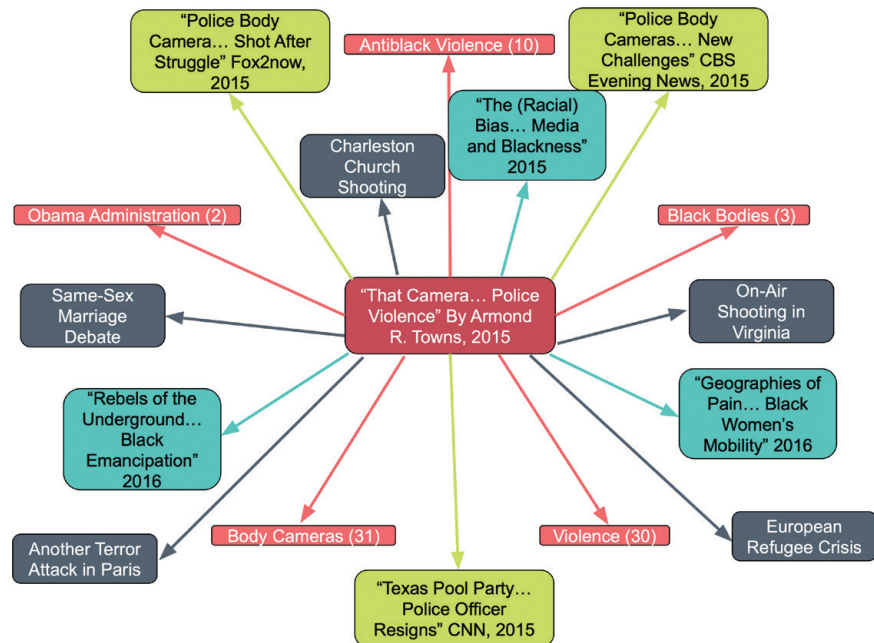 “Police Body
Camera… Shot After
Struggle” Fox2now,
2015
Antiblack Violence (10)
“Police Body
Cameras… New
Challenges” CBS
Evening News, 2015
“The (Racial)
Bias… Media
and Blackness”
2015
Charleston
Church
Shooting
Obama Administration (2)
Black Bodies (3)
Same-Sex
Marriage
Debate
“That Camera… Police
Violence” By Armond
R. Towns, 2015
On-Air
Shooting in
Virginia
“Rebels of the
Underground…
Black
Emancipation”
2016
“Geographies of
Pain… Black
Women’s
Mobility” 2016
Another Terror
Attack in Paris
Body Cameras (31)
Violence (30)
European
Refugee Crisis
“Texas Pool Party…
Police Officer
Resigns” CNN, 2015